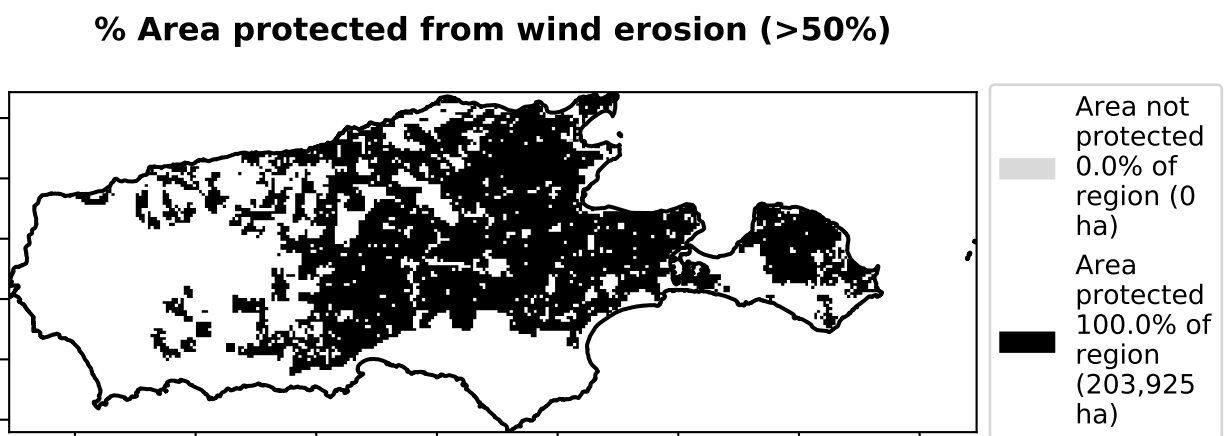 % Area protected from wind erosion (>50%)
Area not
protected
0.0% of
region (0
ha)
Area
protected
100.0% of
region
(203,925
ha)